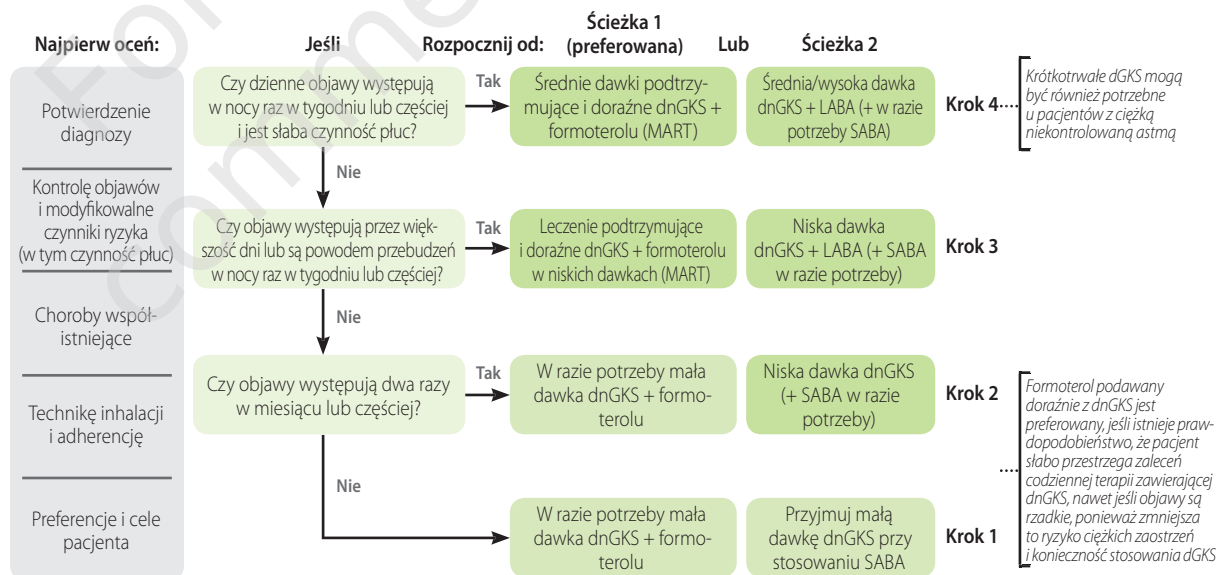 Najpierw oceń:
Jeśli
Rozpocznij od:
Ścieżka 1
(preferowana)
Lub
Ścieżka 2
Potwierdzenie
diagnozy
Kontrolę objawów
i modyfikowalne
czynniki ryzyka
(w tym czynność płuc)
Choroby współ-
istniejące
Technikę inhalacji
i adherencję
Preferencje i cele
pacjenta
Czy dzienne objawy występują
w nocy raz w tygodniu lub częściej
i jest słaba czynność płuc?
Tak
Średnie dawki podtrzy-
mujące i doraźne dnGKS +
formoterolu (MART)
Średnia/wysoka dawka
dnGKS + LABA (+ w razie
potrzeby SABA)
Krok 4
Krótkotrwałe dGKS mogą
być również potrzebne
u pacjentów z ciężką
niekontrolowaną astmą
Nie
Czy objawy występują przez więk-
szość dni lub są powodem przebudzeń
w nocy raz w tygodniu lub częściej?
Tak
Leczenie podtrzymujące
i doraźne dnGKS + formoterolu
w niskich dawkach (MART)
Niska dawka
dnGKS + LABA (+ SABA
w razie potrzeby)
Krok 3
Nie
Czy objawy występują dwa razy
w miesiącu lub częściej?
Tak
W razie potrzeby mała
dawka dnGKS + formo-
terolu
Niska dawka dnGKS
(+ SABA w razie
potrzeby)
Krok 2
Nie
W razie potrzeby mała
dawka dnGKS + formo-
terolu
Przyjmuj małą
dawkę dnGKS przy
stosowaniu SABA
Krok 1
Formoterol podawany
doraźnie z dnGKS jest
preferowany, jeśli istnieje praw-
dopodobieństwo, że pacjent
słabo przestrzega zaleceń
codziennej terapii zawierającej
dnGKS, nawet jeśli objawy są
rzadkie, ponieważ zmniejsza
to ryzyko ciężkich zaostrzeń
i konieczność stosowania dGKS